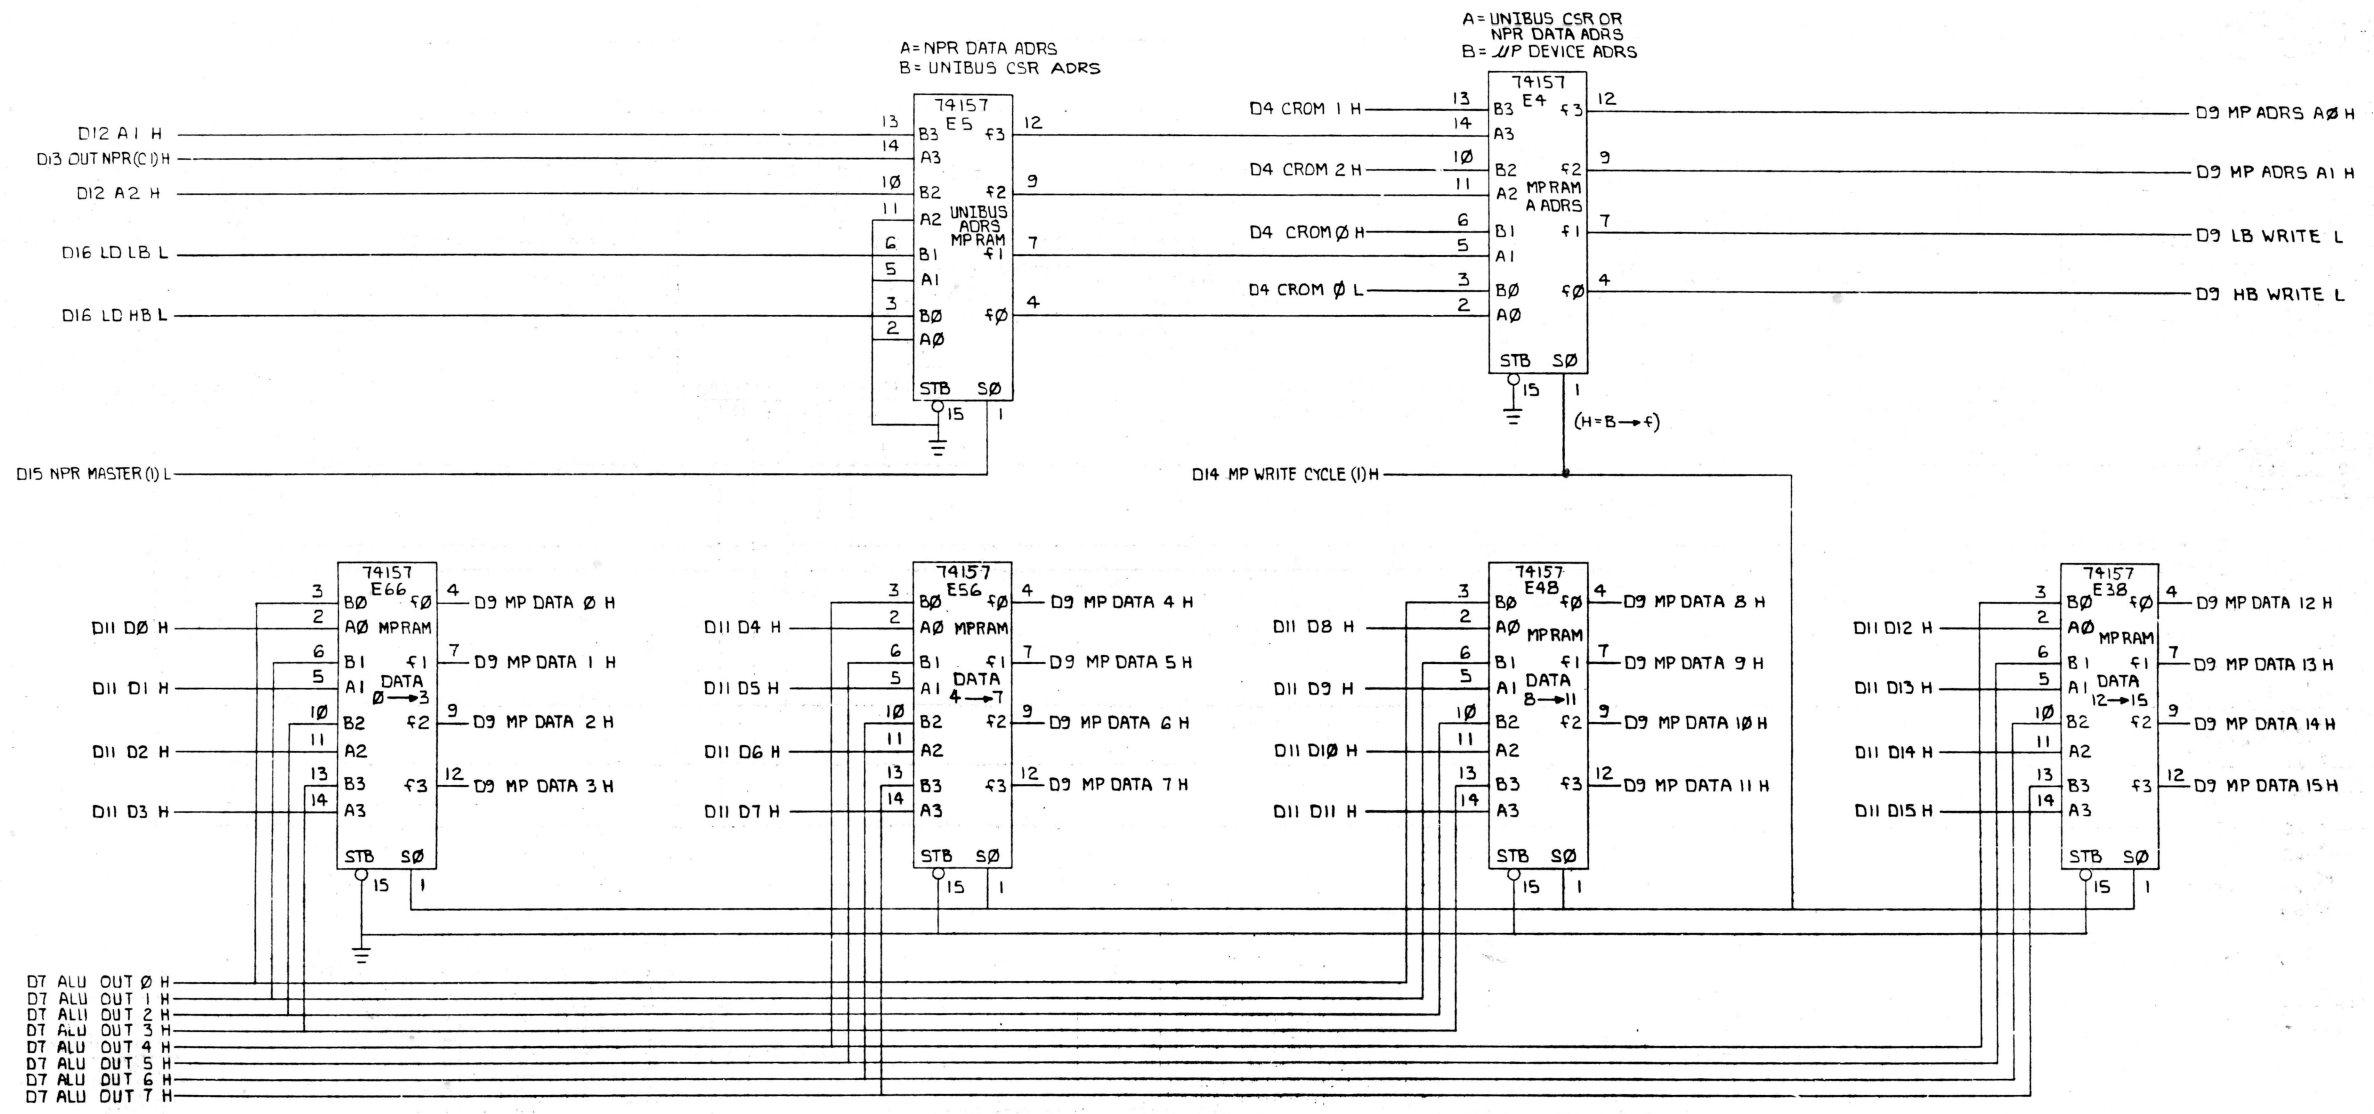 A= NPR DATA ADRS
B= UNIBUS CSR ADRS
A= UNIBUS CSR OR
NPR DATA ADRS
B= µP DEVICE ADRS
D12 A1 H
D13 OUT NPR(C1)H
D12 A2 H
D16 LD LB L
D16 LD HB L
D15 NPR MASTER(1)L
13
14
10
11
6
5
3
2
74157
E5
B3 f3
A3
B2 f2
A2 UNIBUS
ADRS
MPRAM
B1 f1
A1
BØ fØ
AØ
STB SØ
15 1
12
9
7
4
D4 CROM 1 H
D4 CROM 2 H
D4 CROM Ø H
D4 CROM Ø L
D14 MP WRITE CYCLE (1)H
13
14
1Ø
11
6
5
3
2
74157
E4
B3 f3
A3
B2 f2
A2 MPRAM
A ADRS
B1 f1
A1
BØ fØ
AØ
STB SØ
15 1
(H=B→f)
12
9
7
4
D9 MP ADRS AØ H
D9 MP ADRS A1 H
D9 LB WRITE L
D9 HB WRITE L
D11 DØ H
D11 D1 H
D11 D2 H
D11 D3 H
3
2
6
5
1Ø
11
13
14
74157
E66
BØ fØ
AØ MPRAM
B1 f1
A1 DATA
Ø→3
B2 f2
A2
B3 f3
A3
STB SØ
15 1
4 D9 MP DATA Ø H
7 D9 MP DATA 1 H
9 D9 MP DATA 2 H
12 D9 MP DATA 3 H
D11 D4 H
D11 D5 H
D11 D6 H
D11 D7 H
3
2
6
5
1Ø
11
13
14
74157
E56
BØ fØ
AØ MPRAM
B1 f1
A1 DATA
4→7
B2 f2
A2
B3 f3
A3
STB SØ
15 1
4 D9 MP DATA 4 H
7 D9 MP DATA 5 H
9 D9 MP DATA 6 H
12 D9 MP DATA 7 H
D11 D8 H
D11 D9 H
D11 D1Ø H
D11 D11 H
3
2
6
5
1Ø
11
13
14
74157
E48
BØ fØ
AØ MPRAM
B1 f1
A1 DATA
8→11
B2 f2
A2
B3 f3
A3
STB SØ
15 1
4 D9 MP DATA 8 H
7 D9 MP DATA 9 H
9 D9 MP DATA 1Ø H
12 D9 MP DATA 11 H
D11 D12 H
D11 D13 H
D11 D14 H
D11 D15 H
3
2
6
5
1Ø
11
13
14
74157
E38
BØ fØ
AØ
MPRAM
B1 f1
A1 DATA
12→15
B2 f2
A2
B3 f3
A3
STB SØ
15 1
4 D9 MP DATA 12 H
7 D9 MP DATA 13 H
9 D9 MP DATA 14 H
12 D9 MP DATA 15 H
D7 ALU OUT Ø H
D7 ALU OUT 1 H
D7 ALU OUT 2 H
D7 ALU OUT 3 H
D7 ALU OUT 4 H
D7 ALU OUT 5 H
D7 ALU OUT 6 H
D7 ALU OUT 7 H